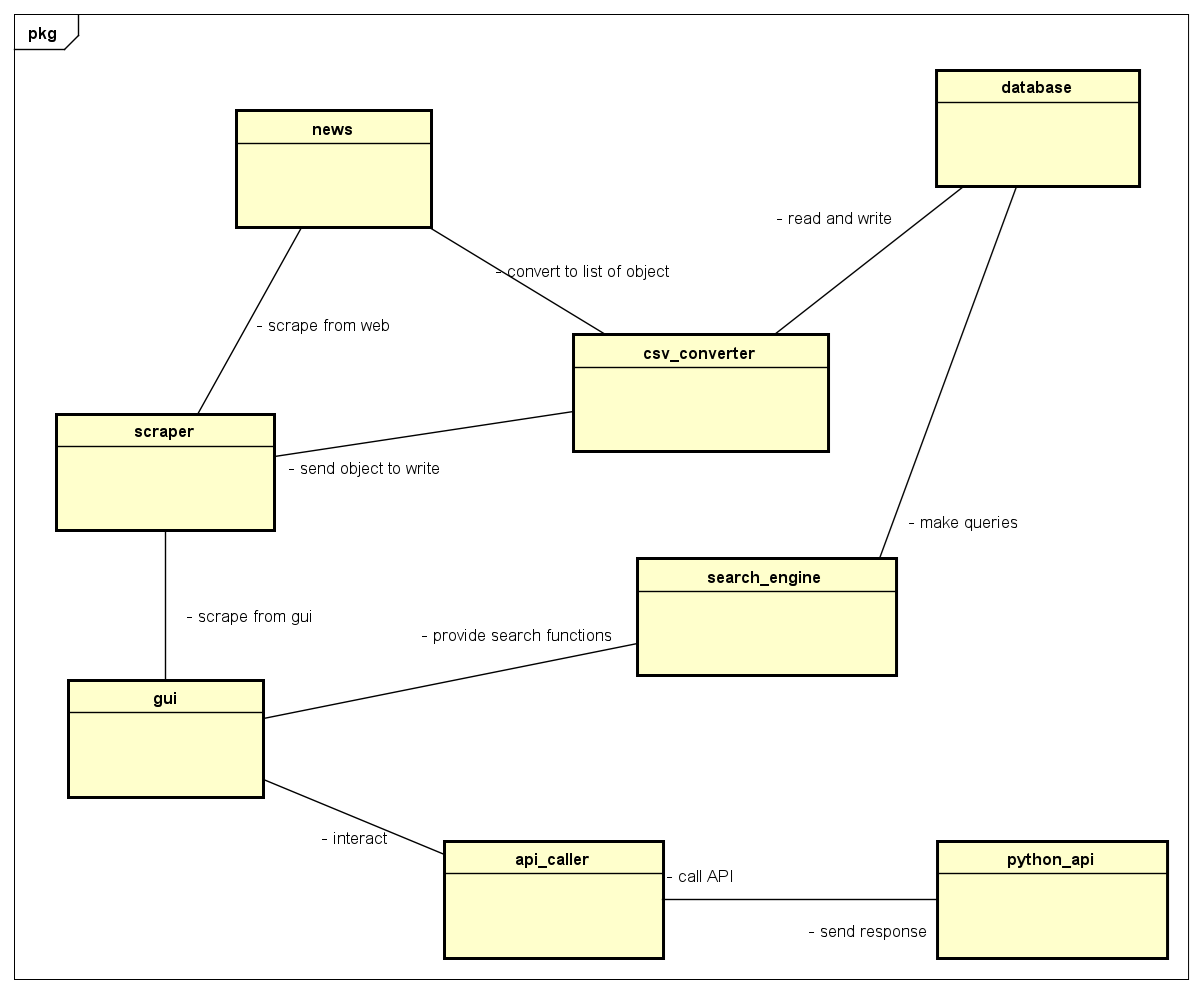 pkg
database
news
- read and write
- convert to list of object
- scrape from web
csv_converter
scraper
- send object to write
- make queries
search_engine
- scrape from gui
- provide search functions
gui
- interact
api_caller
python_api
- call API
- send response